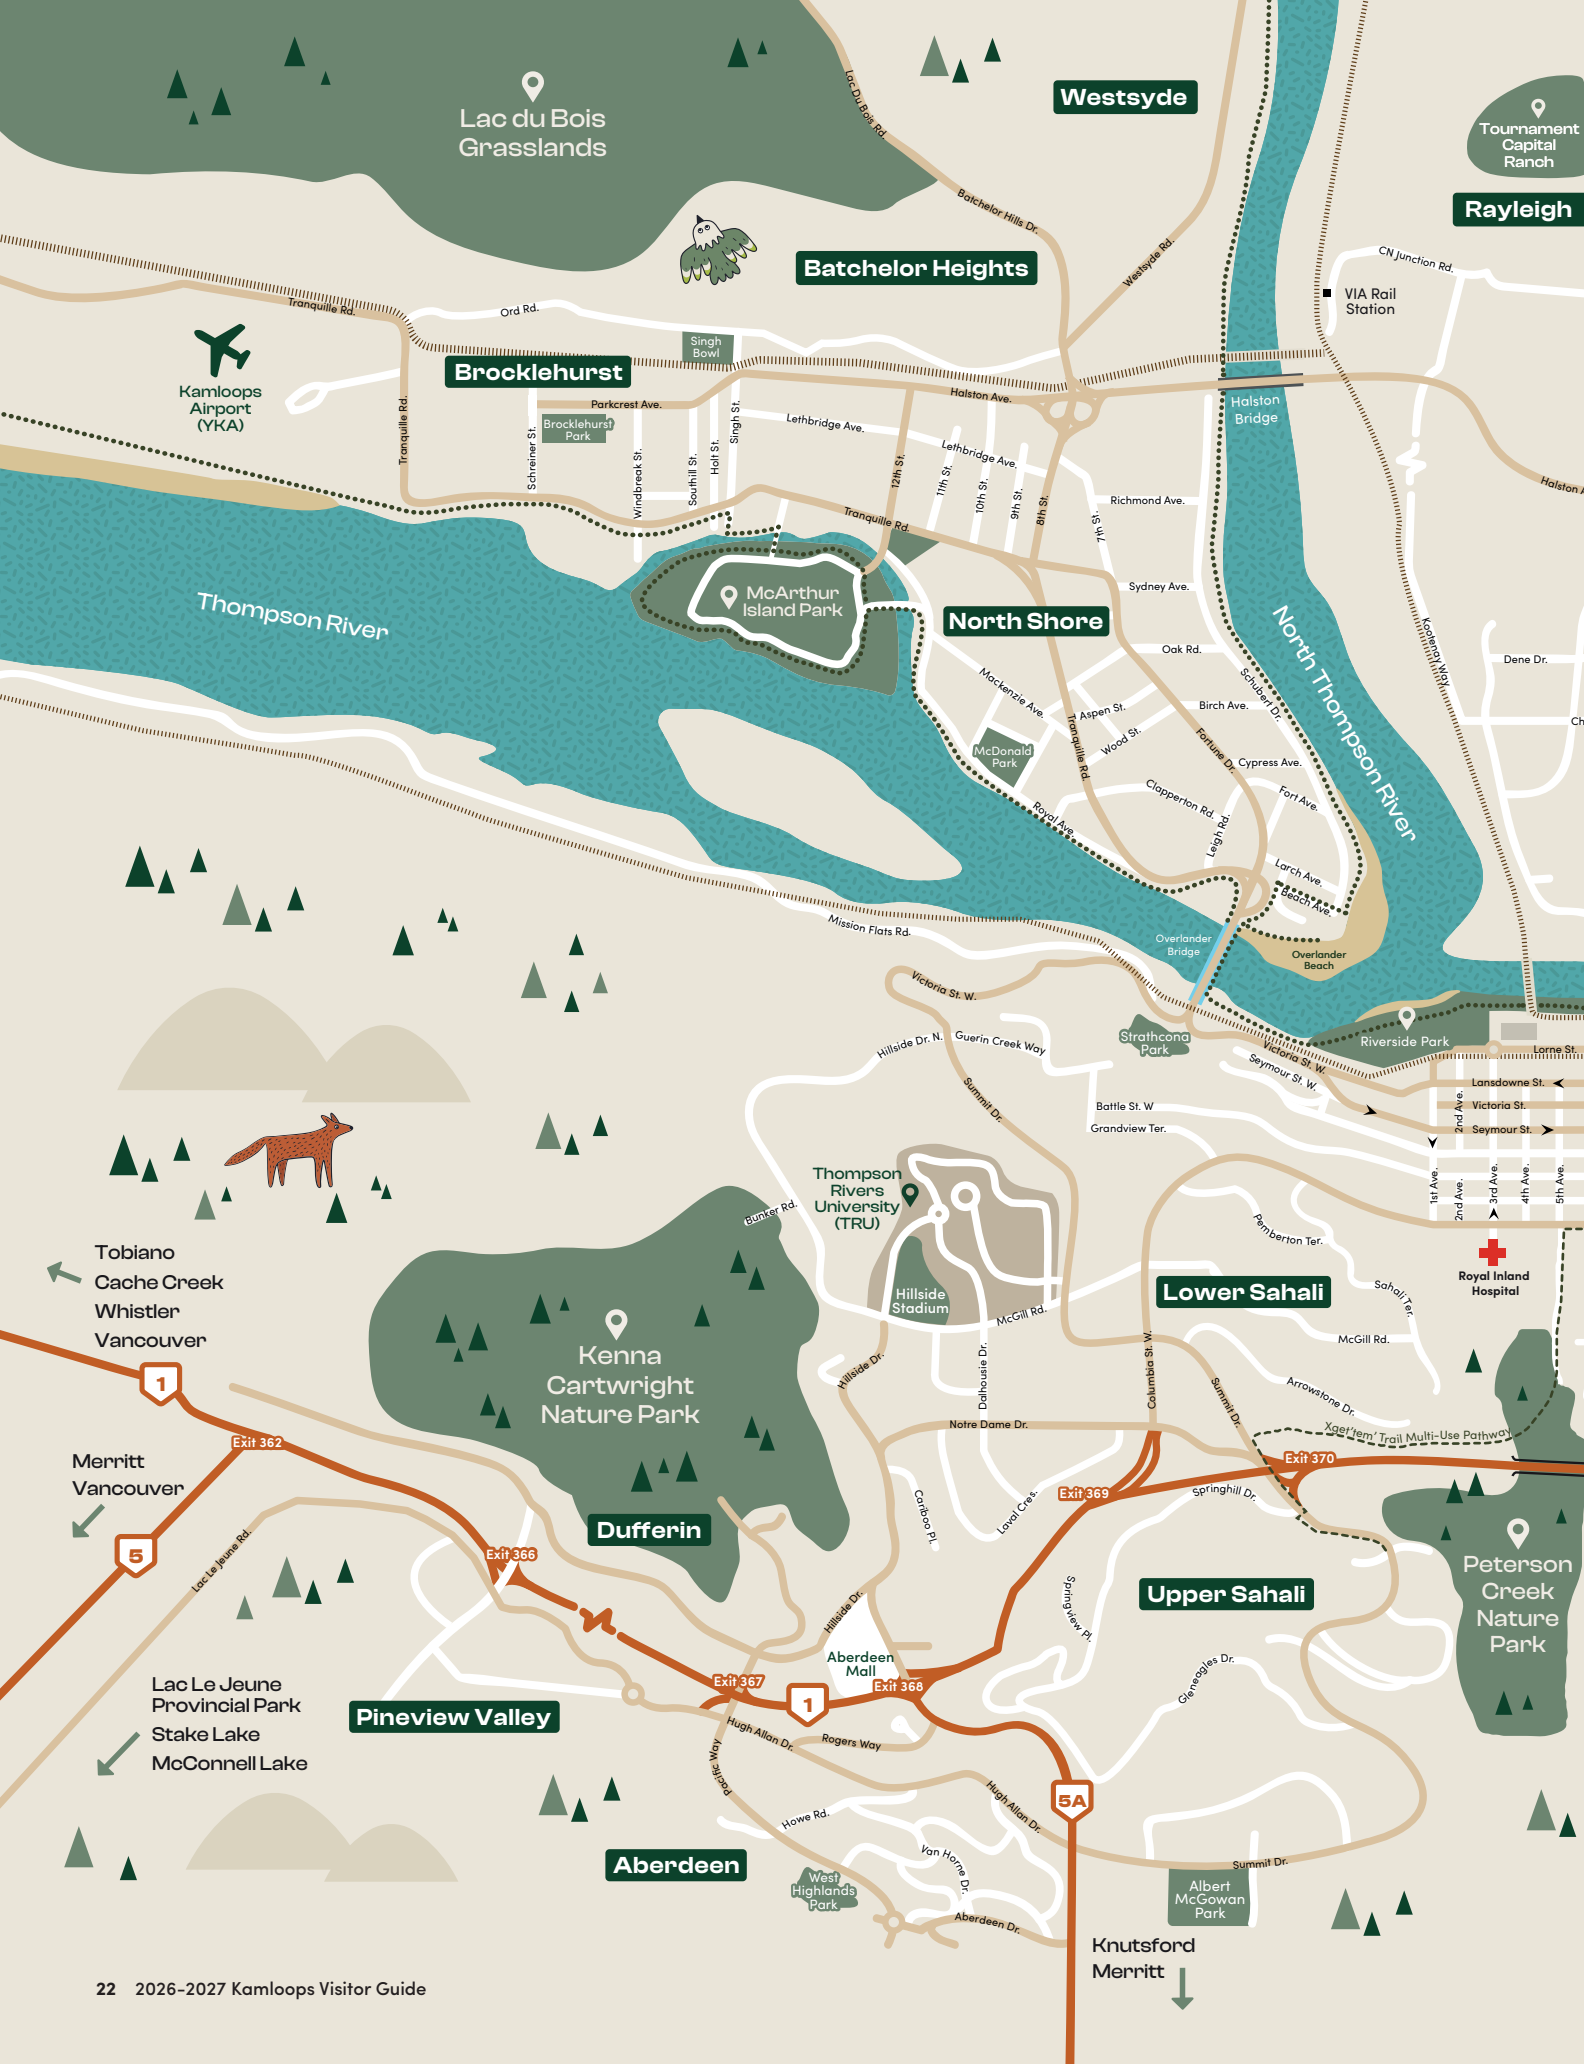 Lac du Bois
Grasslands
Lac Du Bois Rd.
Westsyde
Tournament
Capital
Ranch
Rayleigh
Batchelor Hills Dr.
Westsyde Rd.
Batchelor Heights
CN Junction Rd.
VIA Rail
Station
Tranquille Rd.
Ord Rd.
Singh
Bowl
Brocklehurst
Kamloops
Airport
(YKA)
Halston Ave.
Halston
Bridge
Parkcrest Ave.
Brocklehurst
Park
Tranquille Rd.
Schreiner St.
Windbreak St.
Southill St.
Holt St.
Singh St.
Lethbridge Ave.
Lethbridge Ave.
12th St.
11th St.
10th St.
9th St.
8th St.
7th St.
Richmond Ave.
Halston A
Tranquille Rd.
Sydney Ave.
McArthur
Island Park
Thompson River
North Shore
North Thompson River
Oak Rd.
Schubert Dr.
Kootenay Way
Dene Dr.
Ch
Mackenzie Ave.
Aspen St.
Birch Ave.
Wood St.
Tranquille Rd.
Fortune Dr.
McDonald
Park
Cypress Ave.
Fort Ave.
Clapperton Rd.
Leigh Rd.
Royal Ave.
Larch Ave.
Beach Ave.
Mission Flats Rd.
Overlander
Bridge
Overlander
Beach
Victoria St. W.
Strathcona
Park
Riverside Park
Hillside Dr. N.
Guerin Creek Way
Victoria St. W.
Seymour St. W.
Lorne St.
Lansdowne St.
Victoria St.
Seymour St.
2nd Ave.
Summit Dr.
Battle St. W
Grandview Ter.
1st Ave.
2nd Ave.
3rd Ave.
4th Ave.
5th Ave.
Thompson
Rivers
University
(TRU)
Bunker Rd.
Pemberton Ter.
Royal Inland
Hospital
Hillside
Stadium
McGill Rd.
Lower Sahali
Sahali Ter.
McGill Rd.
Tobiano
Cache Creek
Whistler
Vancouver
1
Kenna
Cartwright
Nature Park
Hillside Dr.
Dalhousie Dr.
Columbia St. W.
Summit Dr.
Arrowstone Dr.
Notre Dame Dr.
Xget'tem' Trail Multi-Use Pathway
Exit 362
Exit 370
Exit 369
Springhill Dr.
Merritt
Vancouver
5
Cariboo Pl.
Laval Cres.
Dufferin
Exit 366
Lac Le Jeune Rd.
Peterson
Creek
Nature
Park
Upper Sahali
Springview Pl.
Hillside Dr.
Aberdeen
Mall
Gleneagles Dr.
Exit 367
Exit 368
1
Lac Le Jeune
Provincial Park
Stake Lake
McConnell Lake
Pineview Valley
Hugh Allan Dr.
Rogers Way
Pacific Way
Hugh Allan Dr.
5A
Howe Rd.
Van Horne Dr.
Aberdeen
West
Highlands
Park
Summit Dr.
Albert
McGowan
Park
Aberdeen Dr.
Knutsford
Merritt
22 2026-2027 Kamloops Visitor Guide